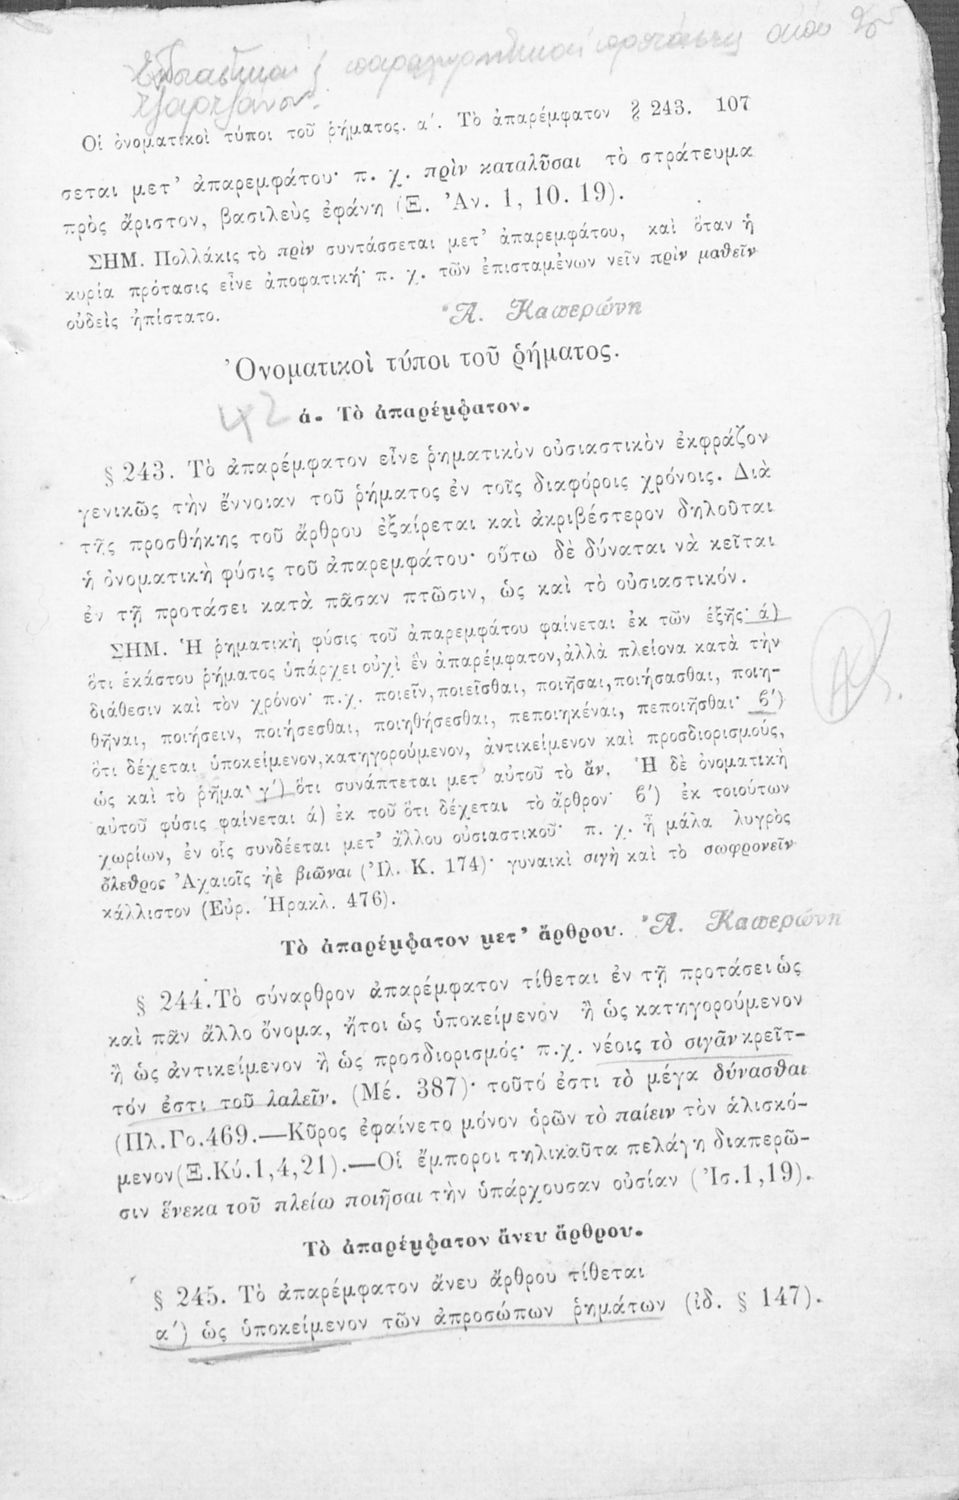 Οἱ ὀνοματικοὶ τύποι τοῦ ῥήματος. α΄. Τὸ ἀπαρέμφατον § 243. 107
σεται μετ’ ἀπαρεμφάτου· π. χ. πρὶν καταλῦσαι τὸ στράτευμα
πρὸς ἄριστον, βασιλεὺς ἐφάνη (Ξ. Ἀν. 1, 10. 19).
ΣΗΜ. Πολλάκις τὸ πρὶν συντάσσεται μετ’ ἀπαρεμφάτου, καὶ ὅταν ἡ
κυρία πρότασις εἶνε ἀποφατική· π. χ. τῶν ἐπισταμένων νεῖν πρὶν μαθεῖν
οὐδεὶς ἠπίστατο.
Ἀ. Καπερώνη
Ὀνοματικοὶ τύποι τοῦ ῥήματος.
42
ά. Τὸ ἀπαρέμφατον.
§ 243. Τὸ ἀπαρέμφατον εἶνε ῥηματικὸν οὐσιαστικὸν ἐκφράζον
γενικῶς τὴν ἔννοιαν τοῦ ῥήματος ἐν τοῖς διαφόροις χρόνοις. Διὰ
τῆς προσθήκης τοῦ ἄρθρου ἐξαίρεται καὶ ἀκριβέστερον δηλοῦται
ἡ ὀνοματικὴ φύσις τοῦ ἀπαρεμφάτου· οὕτω δὲ δύναται νὰ κεῖται
ἐν τῇ προτάσει κατὰ πᾶσαν πτῶσιν, ὡς καὶ τὸ οὐσιαστικόν.
ΣΗΜ. Ἡ ῥηματικὴ φύσις τοῦ ἀπαρεμφάτου φαίνεται ἐκ τῶν ἑξῆς· ά)
ὅτι ἑκάστου ῥήματος ὑπάρχει οὐχὶ ἓν ἀπαρέμφατον, ἀλλὰ πλείονα κατὰ τὴν
διάθεσιν καὶ τὸν χρόνον· π.χ. ποιεῖν, ποιεῖσθαι, ποιῆσαι, ποιήσασθαι, ποιη-
θῆναι, ποιήσειν, ποιήσεσθαι, ποιηθήσεσθαι, πεποιηκέναι, πεποιῆσθαι· β΄)
ὅτι δέχεται ὑποκείμενον, κατηγορούμενον, ἀντικείμενον καὶ προσδιορισμούς,
ὡς καὶ τὸ ῥῆμα· γ΄) ὅτι συνάπτεται μετ’ αὐτοῦ τὸ ἄν. Ἡ δὲ ὀνοματικὴ
αὐτοῦ φύσις φαίνεται ά) ἐκ τοῦ ὅτι δέχεται τὸ ἄρθρον· β΄) ἐκ τοιούτων
χωρίων, ἐν οἷς συνδέεται μετ’ ἄλλου οὐσιαστικοῦ· π. χ. ἦ μάλα λυγρὸς
ὄλεθρος Ἀχαιοῖς ἠὲ βιῶναι (Ἰλ. Κ. 174)· γυναικὶ σιγὴ καὶ τὸ σωφρονεῖν
κάλλιστον (Εὐρ. Ἡρακλ. 476).
Τὸ ἀπαρέμφατον μετ’ ἄρθρου. Ἀ. Καπερώνη
§ 244. Τὸ σύναρθρον ἀπαρέμφατον τίθεται ἐν τῇ προτάσει ὡς
καὶ πᾶν ἄλλο ὄνομα, ἤτοι ὡς ὑποκείμενον ἢ ὡς κατηγορούμενον
ἢ ὡς ἀντικείμενον ἢ ὡς προσδιορισμός· π.χ. νέοις τὸ σιγᾶν κρεῖτ-
τόν ἐστι τοῦ λαλεῖν. (Μέ. 387)· τοῦτό ἐστι τὸ μέγα δύνασθαι
(Πλ. Γο. 469.—Κῦρος ἐφαίνετο μόνον ὁρῶν τὸ παίειν τὸν ἁλισκό-
μενον (Ξ. Κύ. 1, 4, 21).—Οἱ ἔμποροι τηλικαῦτα πελάγη διαπερῶ-
σιν ἕνεκα τοῦ πλείω ποιῆσαι τὴν ὑπάρχουσαν οὐσίαν (Ἰσ. 1, 19).
Τὸ ἀπαρέμφατον ἄνευ ἄρθρου.
§ 245. Τὸ ἀπαρέμφατον ἄνευ ἄρθρου τίθεται
α΄) ὡς ὑποκείμενον τῶν ἀπροσώπων ῥημάτων (ἰδ. § 147).